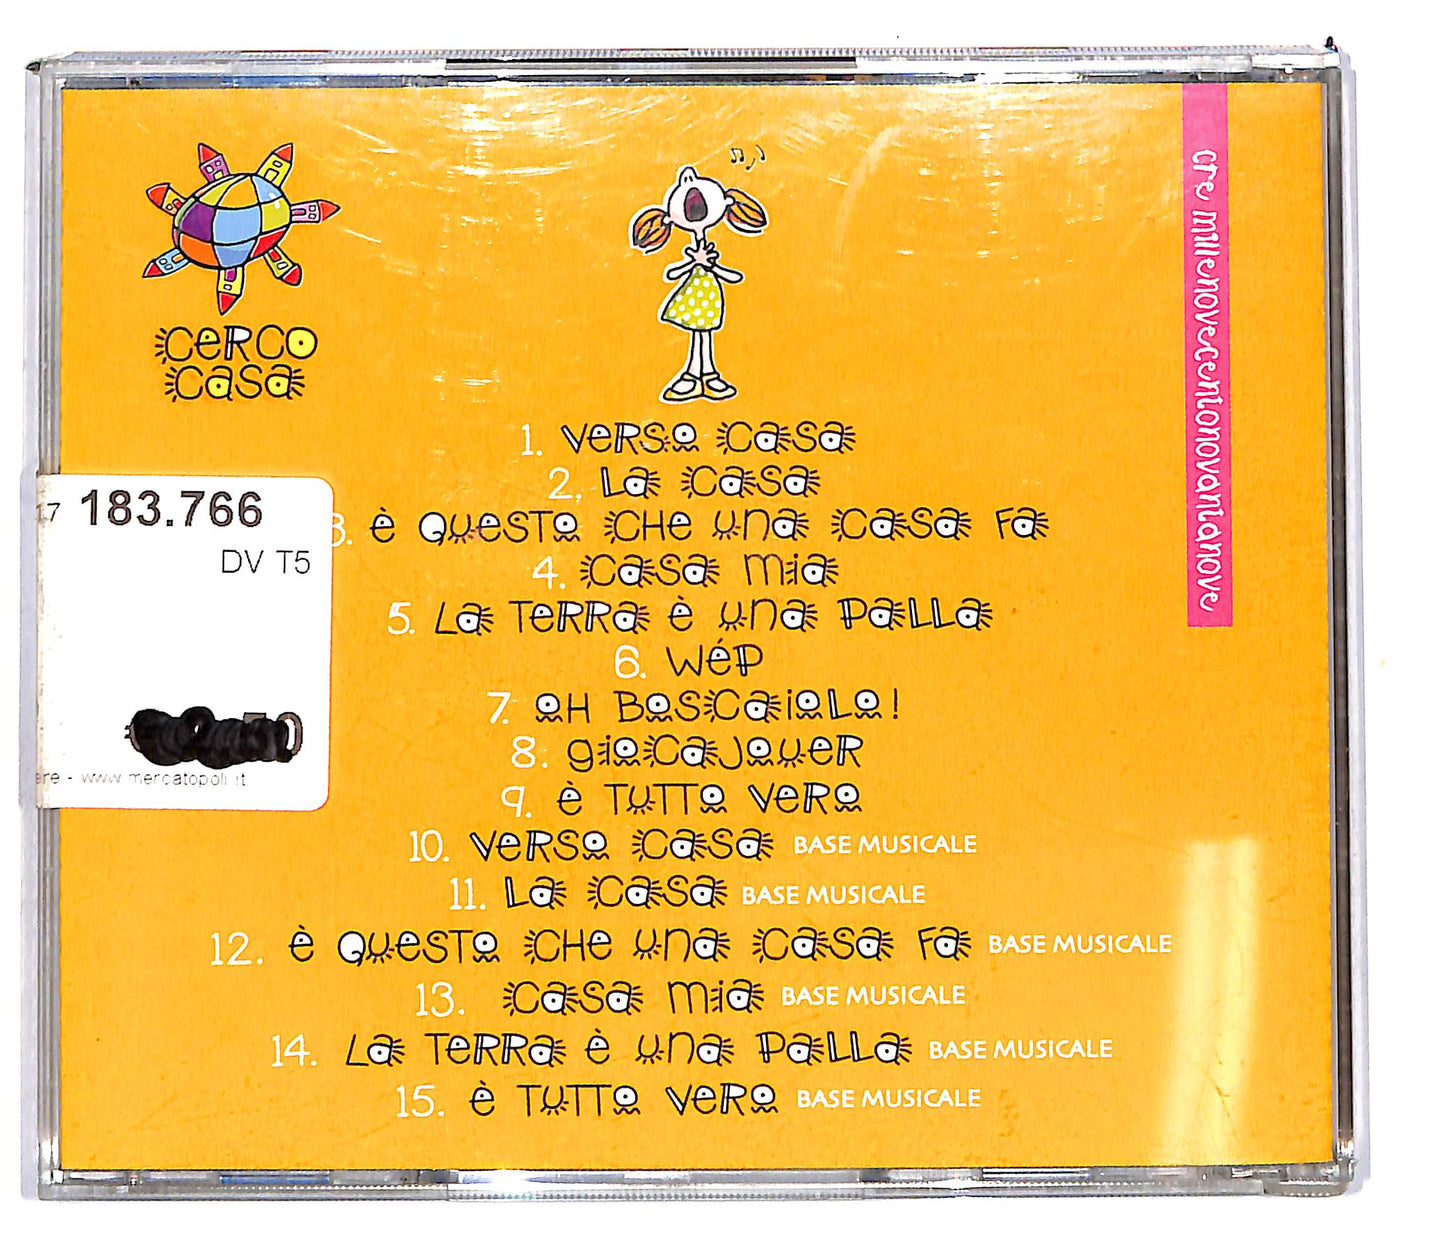 CERCO
CASA
cre millenovecentonovantanove
1. VERSO CASA
2. LA CASA
3. È QUESTO CHE UNA CASA FA
4. CASA MIA
5. LA TERRA È UNA PALLA
6. WÉP
7. OH BOSCAIOLO!
8. GIOCAJOUER
9. È TUTTO VERO
10. VERSO CASA BASE MUSICALE
11. LA CASA BASE MUSICALE
12. È QUESTO CHE UNA CASA FA BASE MUSICALE
13. CASA MIA BASE MUSICALE
14. LA TERRA È UNA PALLA BASE MUSICALE
15. È TUTTO VERO BASE MUSICALE
183.766
DV T5
- www.mercatopoli.it